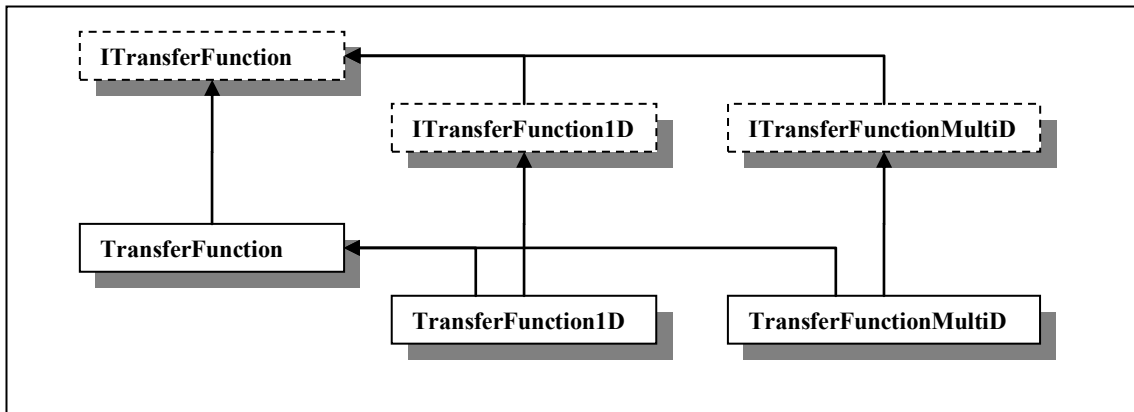 ITransferFunction
ITransferFunction1D
ITransferFunctionMultiD
TransferFunction
TransferFunction1D
TransferFunctionMultiD